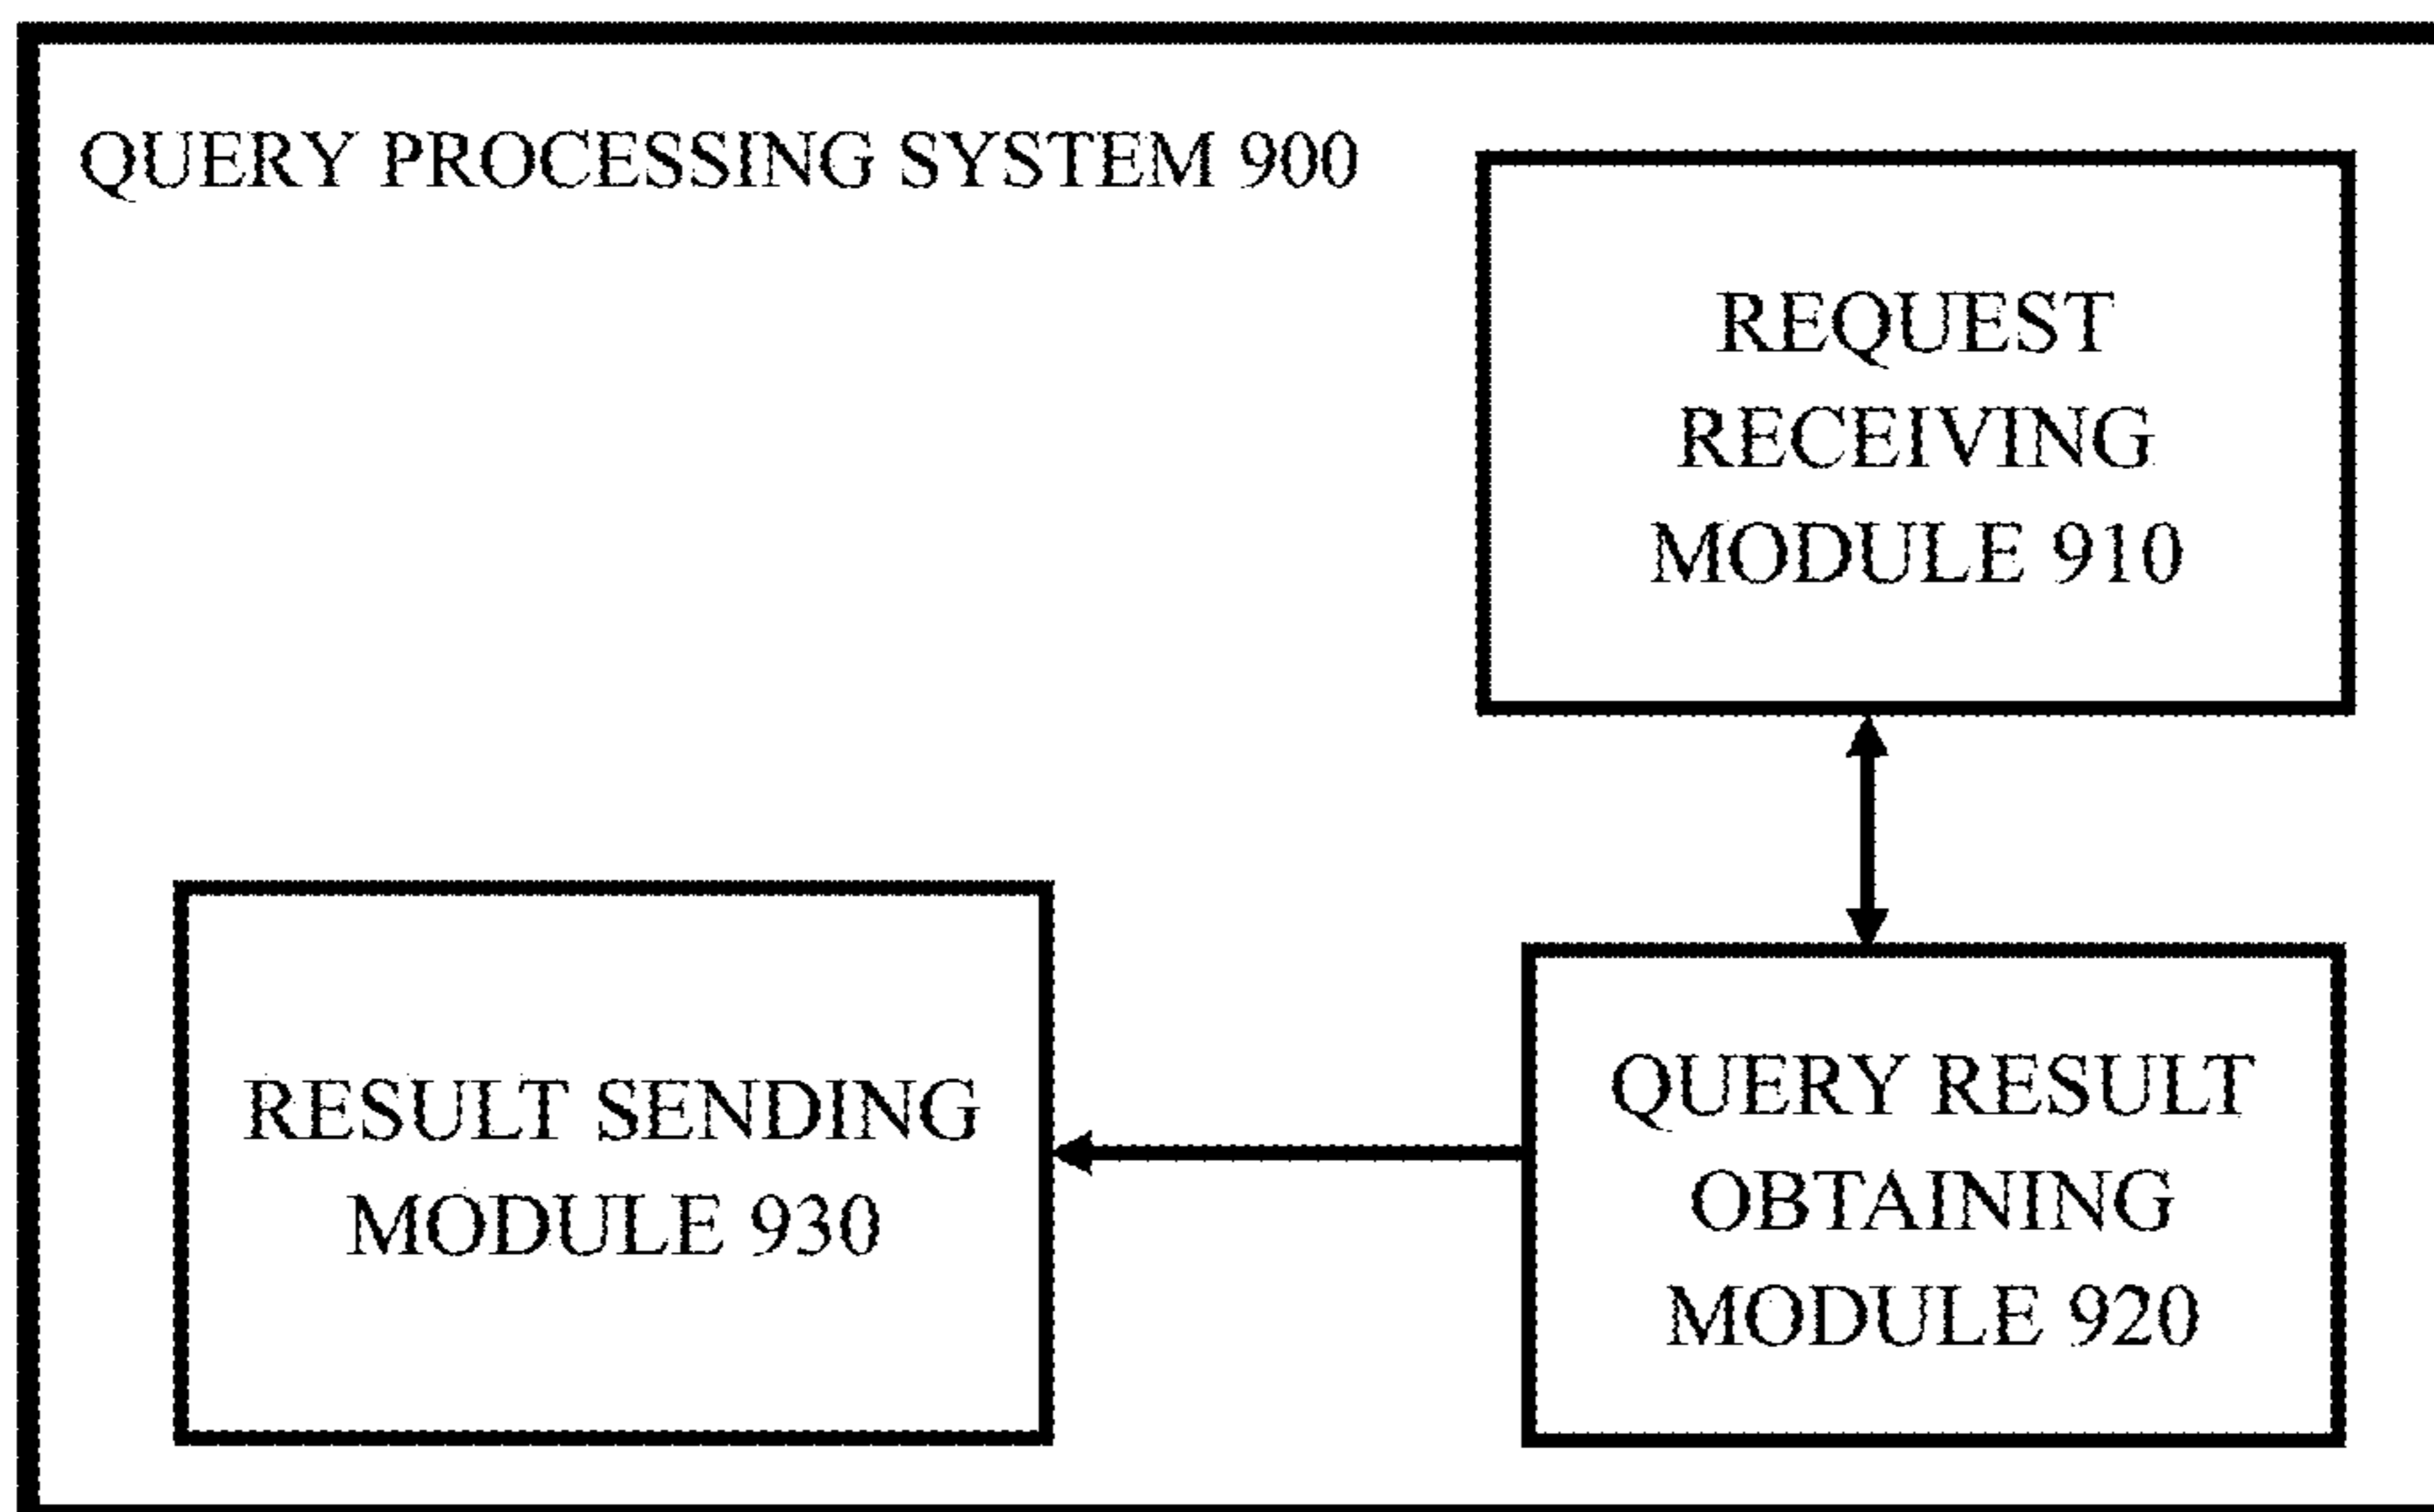 QUERY PROCESSING SYSTEM 900
REQUEST
RECEIVING
MODULE 910
RESULT SENDING
MODULE 930
QUERY RESULT
OBTAINING
MODULE 920